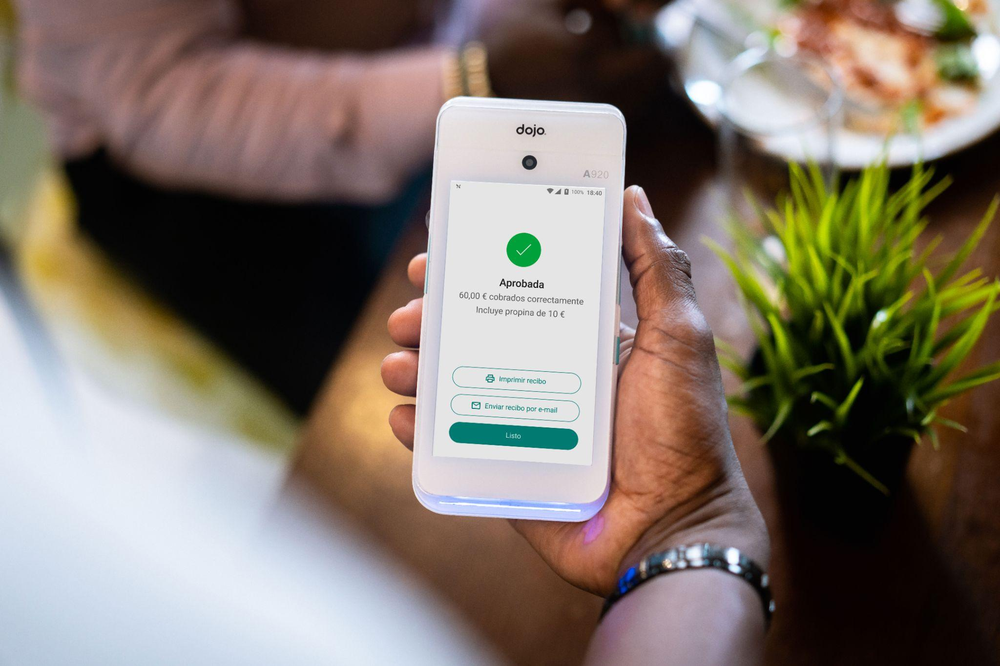 dojo
A920
100% 18:40
Aprobada
60,00 € cobrados correctamente
Incluye propina de 10 €
Imprimir recibo
Enviar recibo por e-mail
Listo